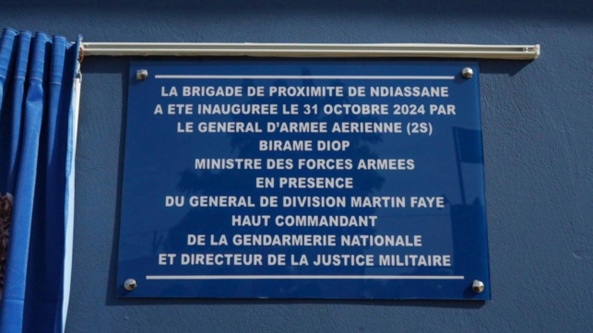 LA BRIGADE DE PROXIMITE DE NDIASSANE
A ETE INAUGUREE LE 31 OCTOBRE 2024 PAR
LE GENERAL D'ARMEE AERIENNE (2S)
BIRAME DIOP
MINISTRE DES FORCES ARMEES
EN PRESENCE
DU GENERAL DE DIVISION MARTIN FAYE
HAUT COMMANDANT
DE LA GENDARMERIE NATIONALE
ET DIRECTEUR DE LA JUSTICE MILITAIRE